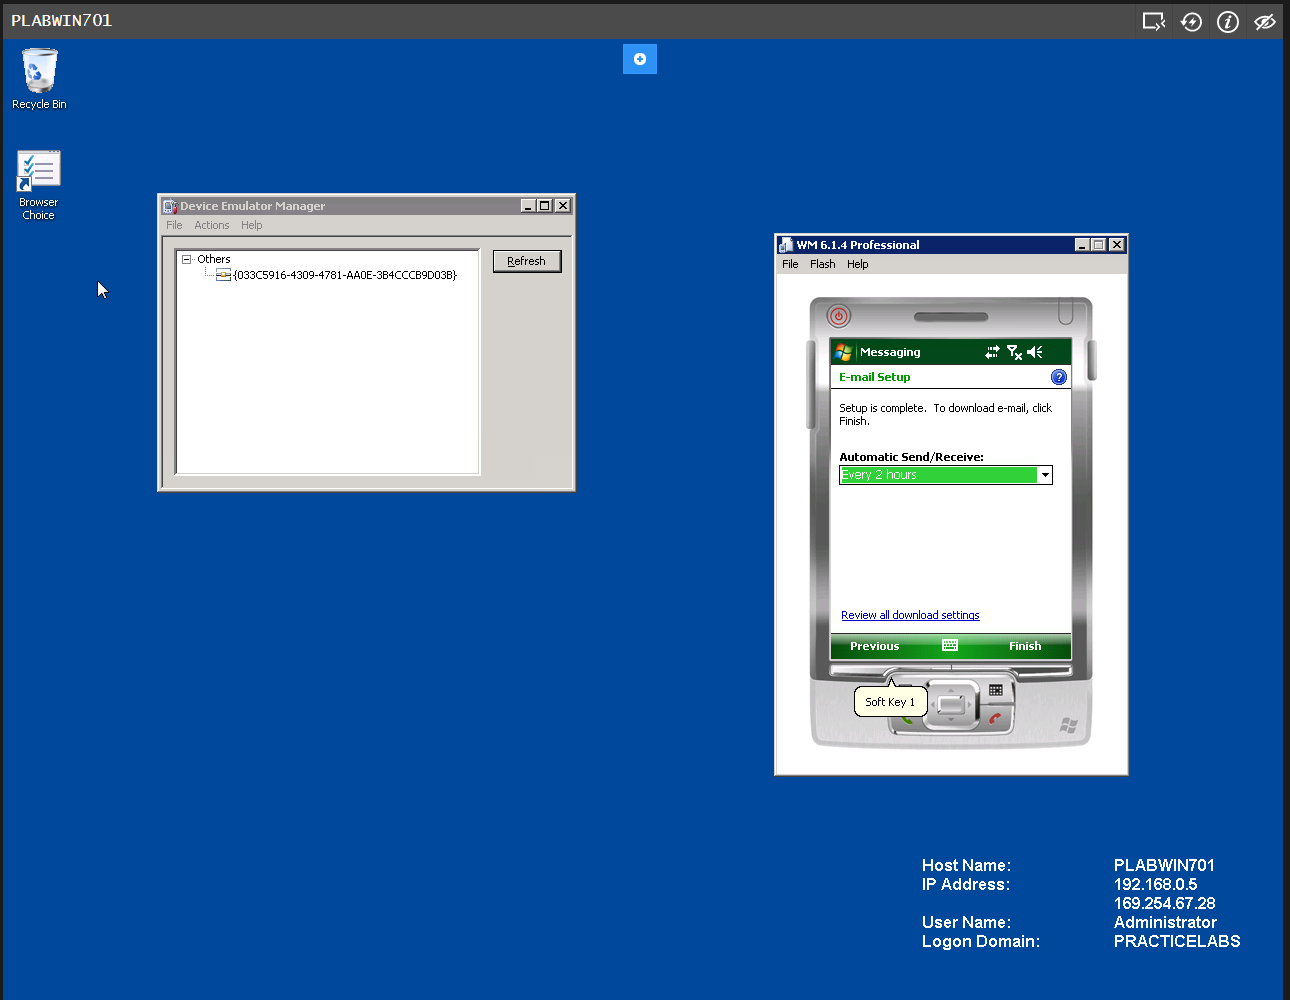 PLABWIN701
Recycle Bin
Browser
Choice
Device Emulator Manager
File Actions Help
Others
{033C5916-4309-4781-AA0E-3B4CCCB9D03B}
Refresh
WM 6.1.4 Professional
File Flash Help
Messaging
E-mail Setup
Setup is complete. To download e-mail, click
Finish.
Automatic Send/Receive:
Every 2 hours
Review all download settings
Previous Finish
Soft Key 1
Host Name: PLABWIN701
IP Address: 192.168.0.5
169.254.67.28
User Name: Administrator
Logon Domain: PRACTICELABS